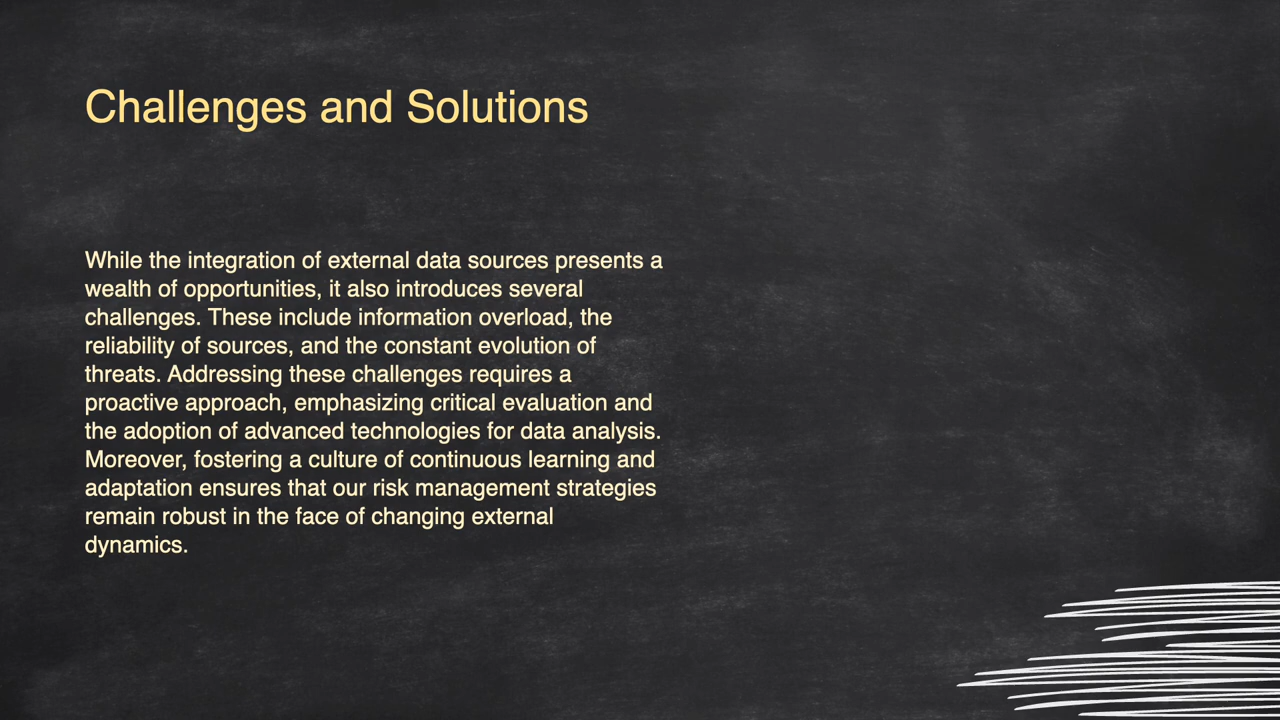 Challenges and Solutions
While the integration of external data sources presents a
wealth of opportunities, it also introduces several
challenges. These include information overload, the
reliability of sources, and the constant evolution of
threats. Addressing these challenges requires a
proactive approach, emphasizing critical evaluation and
the adoption of advanced technologies for data analysis.
Moreover, fostering a culture of continuous learning and
adaptation ensures that our risk management strategies
remain robust in the face of changing external
dynamics.